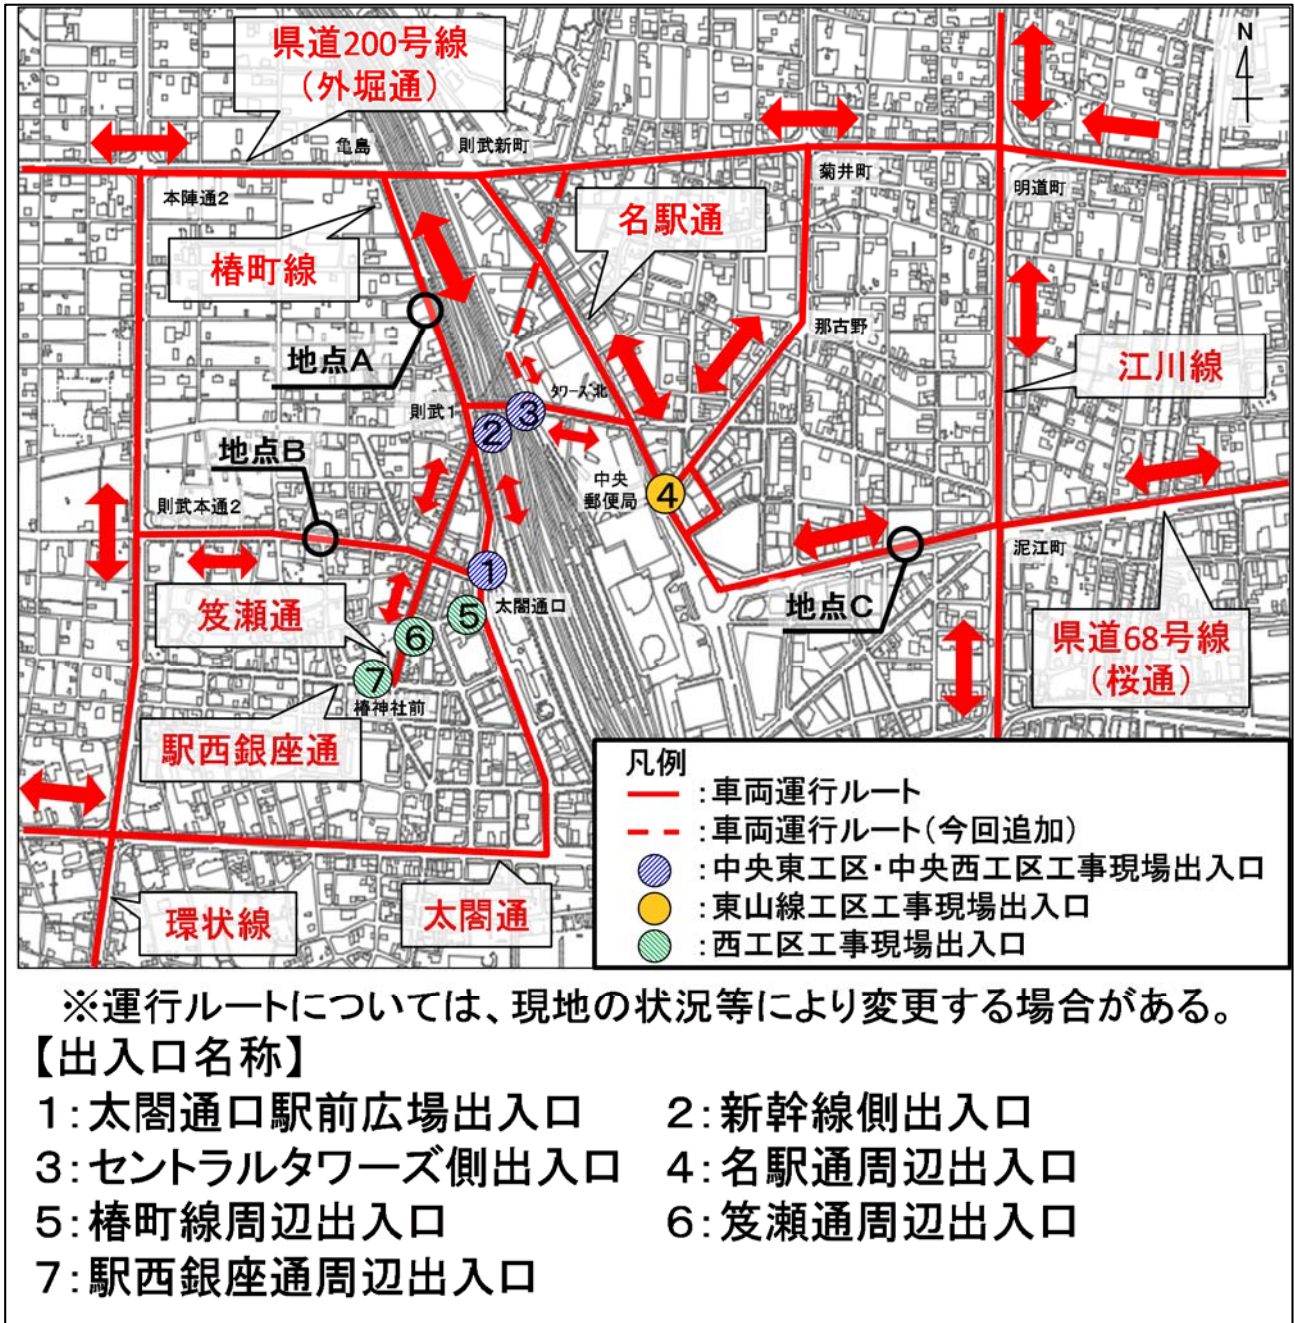 県道200号線
（外堀通）
N
亀島
則武新町
本陣通2
菊井町
明道町
名駅通
椿町線
那古野
地点A
江川線
タワーズ北
則武1
3
2
地点B
中央
郵便局
4
則武本通2
泥江町
1
太閤通口
地点C
笈瀬通
5
6
県道68号線
（桜通）
7
椿神社前
駅西銀座通
凡例
：車両運行ルート
：車両運行ルート（今回追加）
：中央東工区・中央西工区工事現場出入口
：東山線工区工事現場出入口
：西工区工事現場出入口
環状線
太閤通
※運行ルートについては、現地の状況等により変更する場合がある。
【出入口名称】
1：太閤通口駅前広場出入口 2：新幹線側出入口
3：セントラルタワーズ側出入口 4：名駅通周辺出入口
5：椿町線周辺出入口 6：笈瀬通周辺出入口
7：駅西銀座通周辺出入口